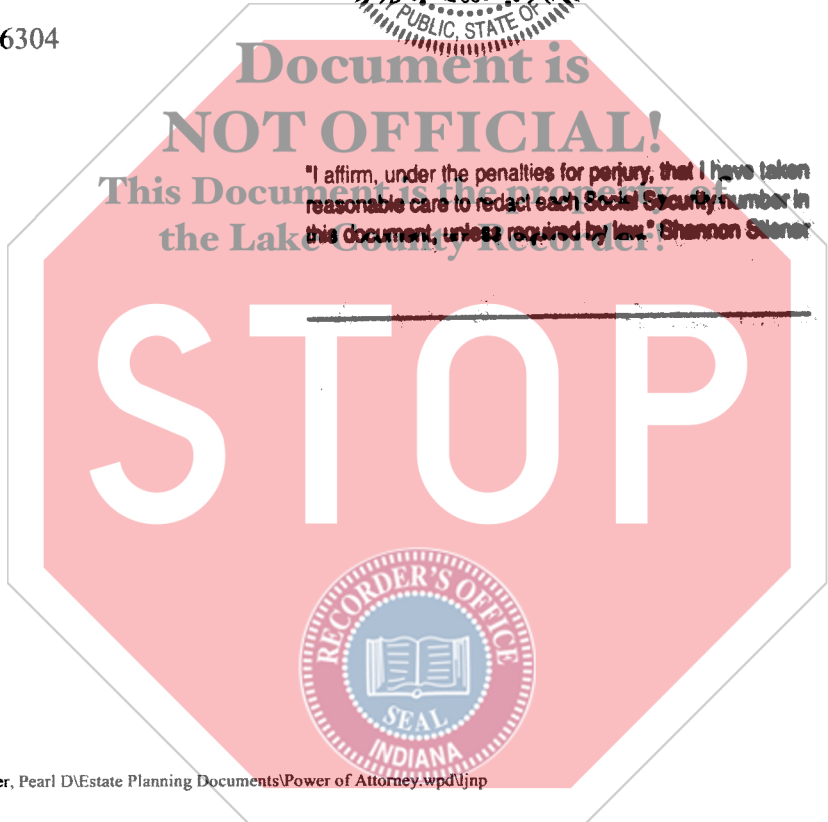 PUBLIC, STATE OF
6304
Document is
NOT OFFICIAL!
This Document is the property of
the Lake County Recorder!
"I affirm, under the penalties for perjury, that I have taken
reasonable care to redact each Social Security number in
this document, unless required by law." Shannon Stiener
STOP
RECORDER'S OFFICE
SEAL
INDIANA
er, Pearl D\Estate Planning Documents\Power of Attorney.wpd\ljnp